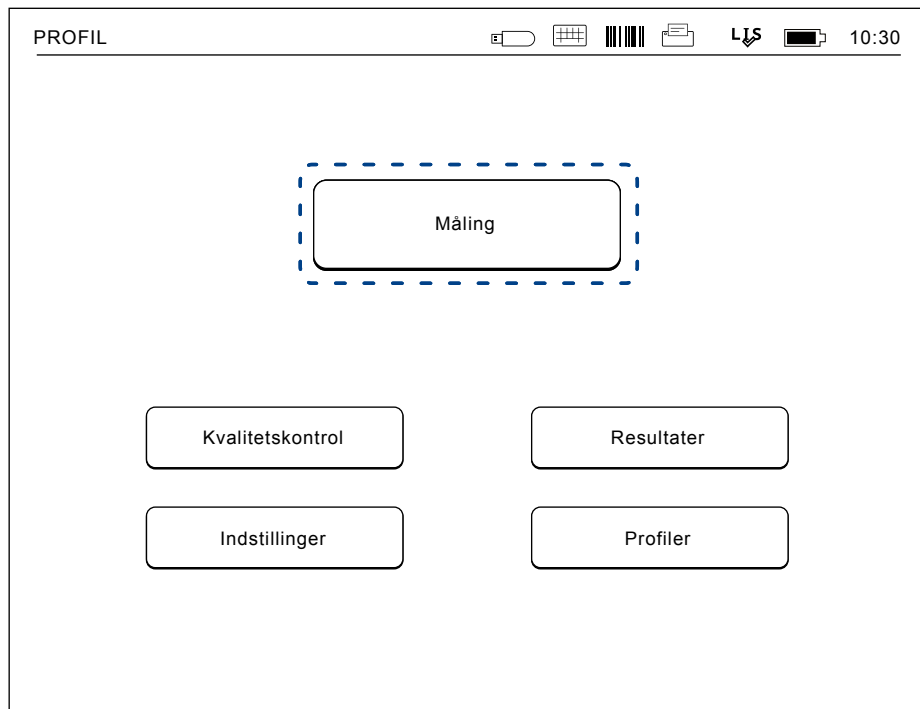 PROFIL LIS 10:30
Måling
Kvalitetskontrol Resultater
Indstillinger Profiler